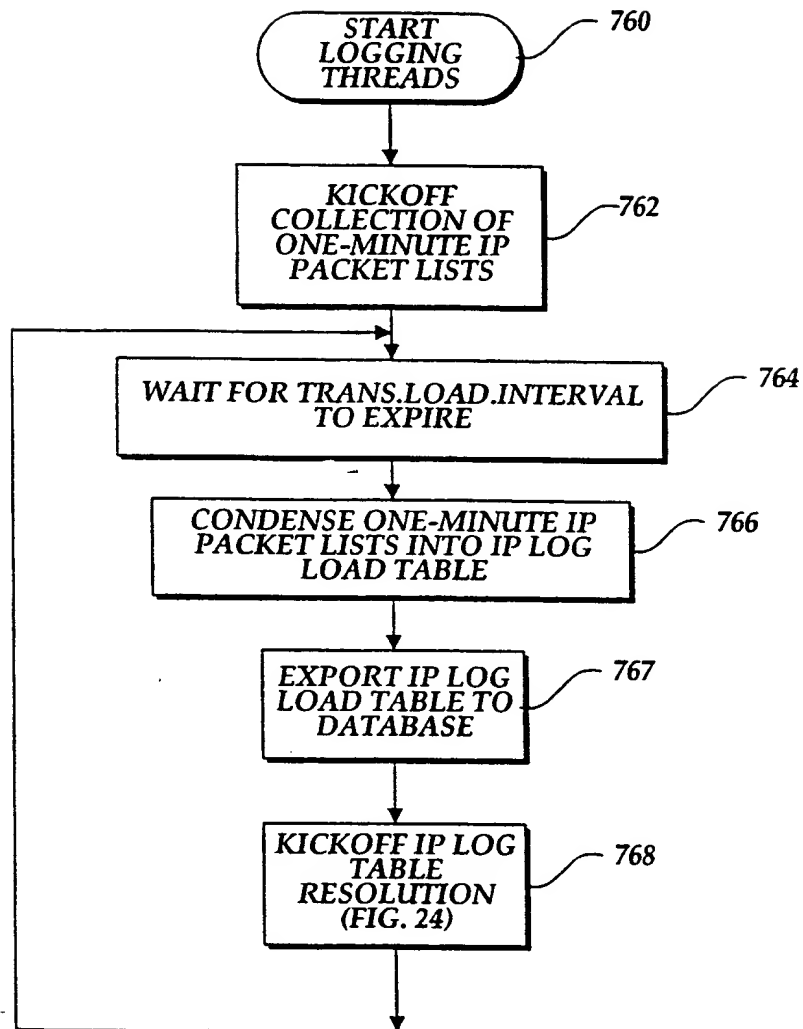 START
LOGGING
THREADS
760
KICKOFF
COLLECTION OF
ONE-MINUTE IP
PACKET LISTS
762
WAIT FOR TRANS.LOAD.INTERVAL
TO EXPIRE
764
CONDENSE ONE-MINUTE IP
PACKET LISTS INTO IP LOG
LOAD TABLE
766
EXPORT IP LOG
LOAD TABLE TO
DATABASE
767
KICKOFF IP LOG
TABLE
RESOLUTION
(FIG. 24)
768